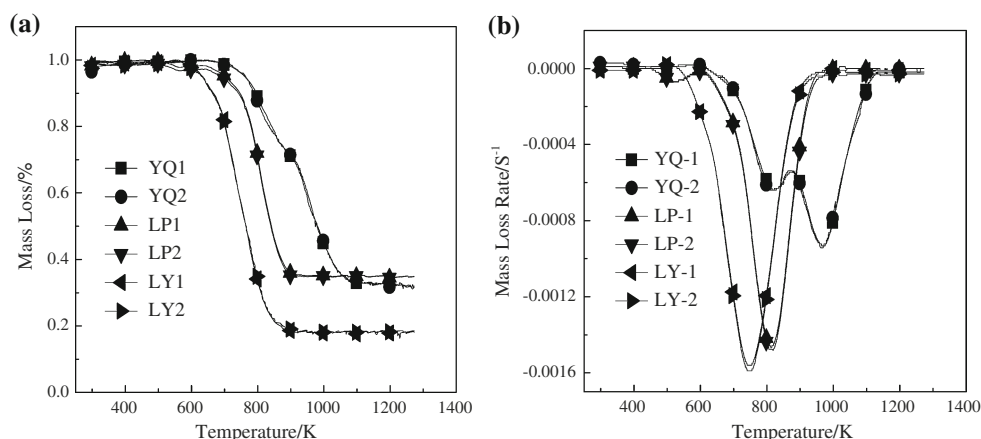 (a)
1.0
0.8
0.6
0.4
0.2
0.0
Mass Loss/%
YQ1
YQ2
LP1
LP2
LY1
LY2
400 600 800 1000 1200 1400
Temperature/K
(b)
0.0000
-0.0004
-0.0008
-0.0012
-0.0016
Mass Loss Rate/S⁻¹
YQ-1
YQ-2
LP-1
LP-2
LY-1
LY-2
400 600 800 1000 1200 1400
Temperature/K